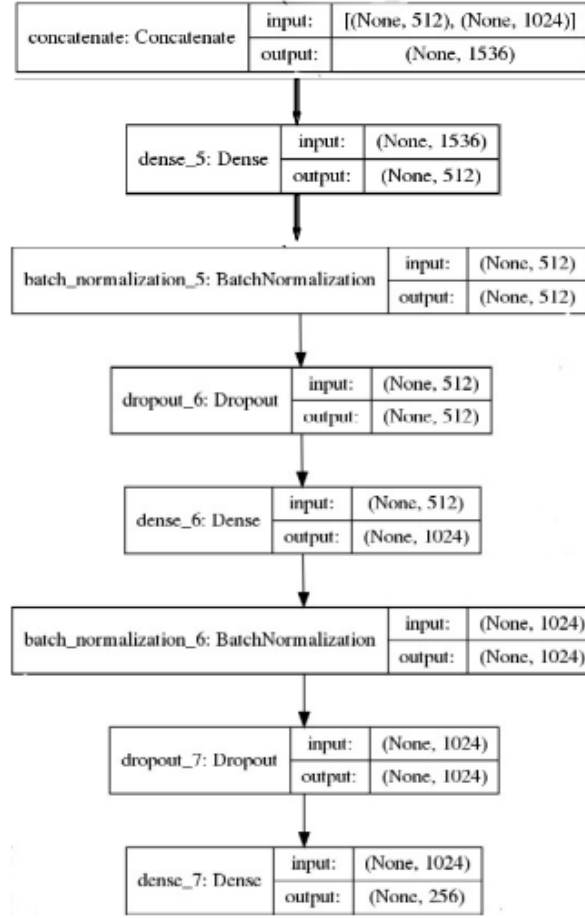 concatenate: Concatenate
input: [(None, 512), (None, 1024)]
output: (None, 1536)
dense_5: Dense
input: (None, 1536)
output: (None, 512)
batch_normalization_5: BatchNormalization
input: (None, 512)
output: (None, 512)
dropout_6: Dropout
input: (None, 512)
output: (None, 512)
dense_6: Dense
input: (None, 512)
output: (None, 1024)
batch_normalization_6: BatchNormalization
input: (None, 1024)
output: (None, 1024)
dropout_7: Dropout
input: (None, 1024)
output: (None, 1024)
dense_7: Dense
input: (None, 1024)
output: (None, 256)